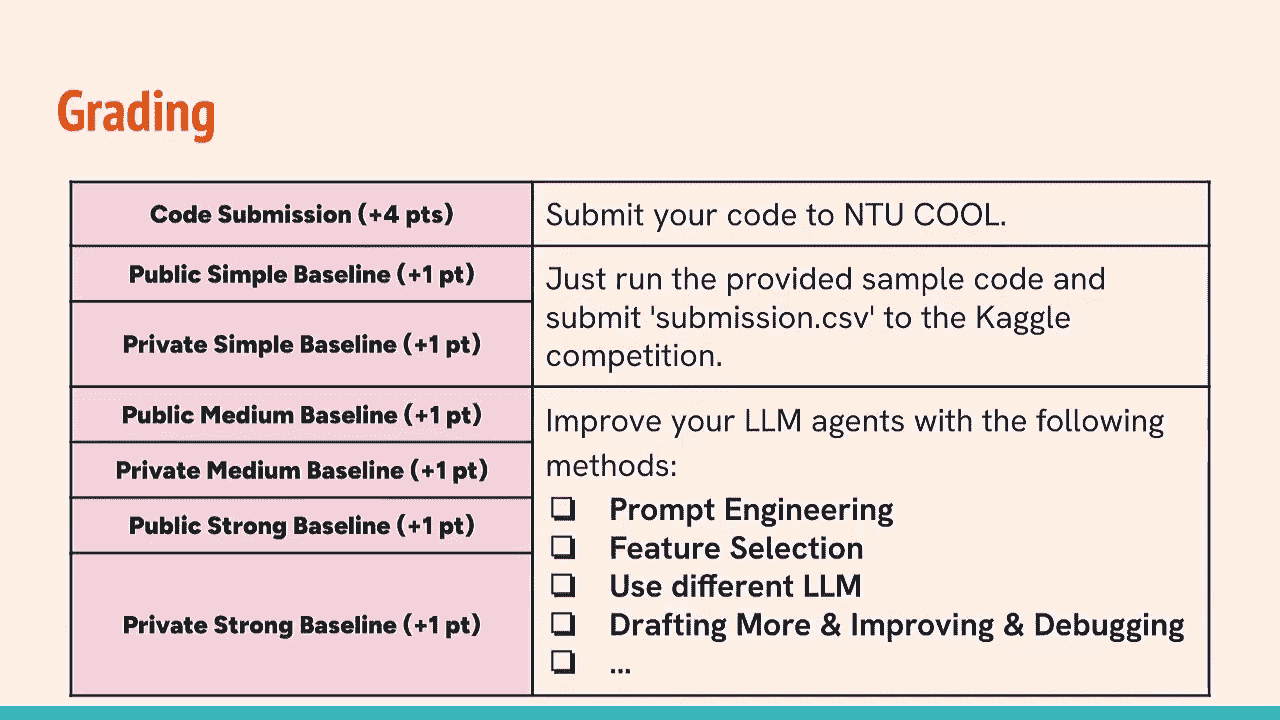 Grading
Code Submission (+4 pts)
Submit your code to NTU COOL.
Public Simple Baseline (+1 pt)
Private Simple Baseline (+1 pt)
Just run the provided sample code and
submit 'submission.csv' to the Kaggle
competition.
Public Medium Baseline (+1 pt)
Private Medium Baseline (+1 pt)
Public Strong Baseline (+1 pt)
Private Strong Baseline (+1 pt)
Improve your LLM agents with the following
methods:
❏ Prompt Engineering
❏ Feature Selection
❏ Use different LLM
❏ Drafting More & Improving & Debugging
❏ ...